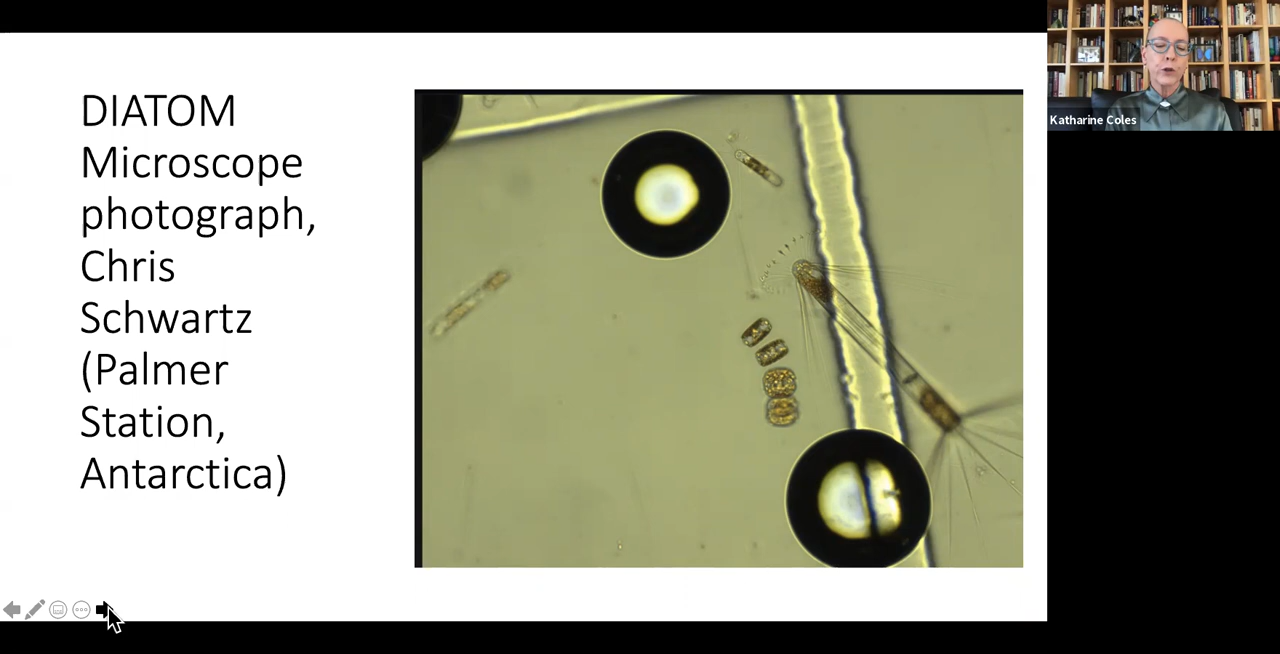 DIATOM
Microscope
photograph,
Chris
Schwartz
(Palmer
Station,
Antarctica)
Katharine Coles